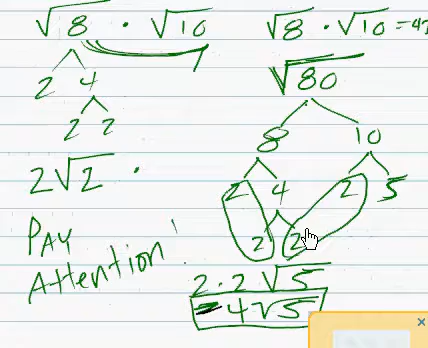 √8 · √10
2 4
2 2
2√2 ·
PAY
Attention!
√8 · √10 = 4
√80
8 10
2 4 2 5
2 2
2 · 2 √5
= 4√5